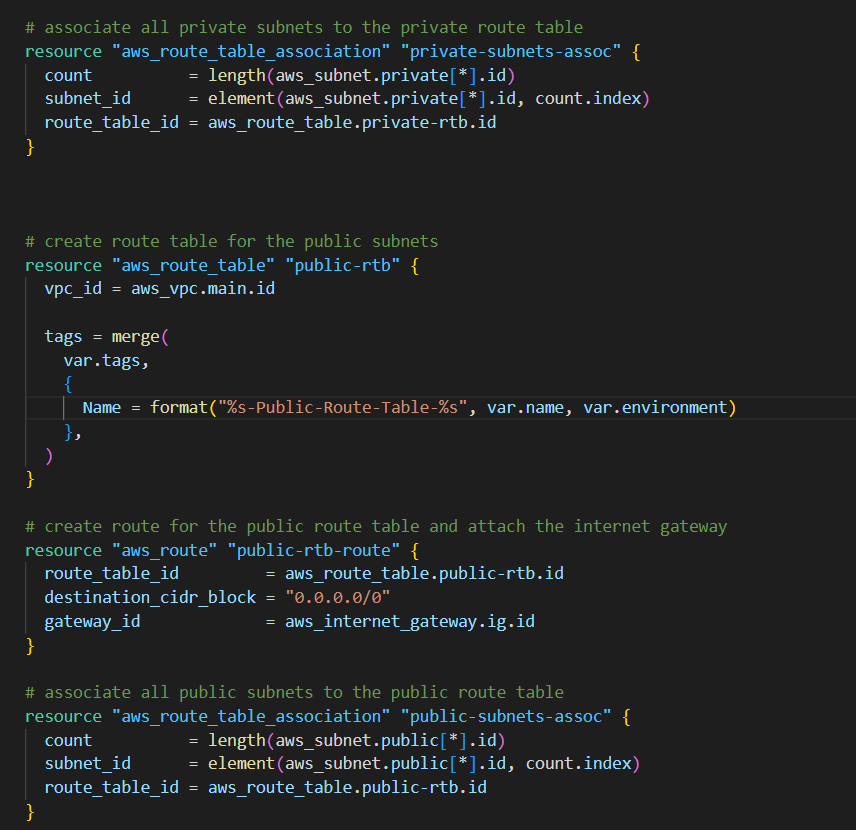 # associate all private subnets to the private route table
resource "aws_route_table_association" "private-subnets-assoc" {
  count          = length(aws_subnet.private[*].id)
  subnet_id      = element(aws_subnet.private[*].id, count.index)
  route_table_id = aws_route_table.private-rtb.id
}
# create route table for the public subnets
resource "aws_route_table" "public-rtb" {
  vpc_id = aws_vpc.main.id
  tags = merge(
    var.tags,
    {
      Name = format("%s-Public-Route-Table-%s", var.name, var.environment)
    },
  )
}
# create route for the public route table and attach the internet gateway
resource "aws_route" "public-rtb-route" {
  route_table_id         = aws_route_table.public-rtb.id
  destination_cidr_block = "0.0.0.0/0"
  gateway_id             = aws_internet_gateway.ig.id
}
# associate all public subnets to the public route table
resource "aws_route_table_association" "public-subnets-assoc" {
  count          = length(aws_subnet.public[*].id)
  subnet_id      = element(aws_subnet.public[*].id, count.index)
  route_table_id = aws_route_table.public-rtb.id
}